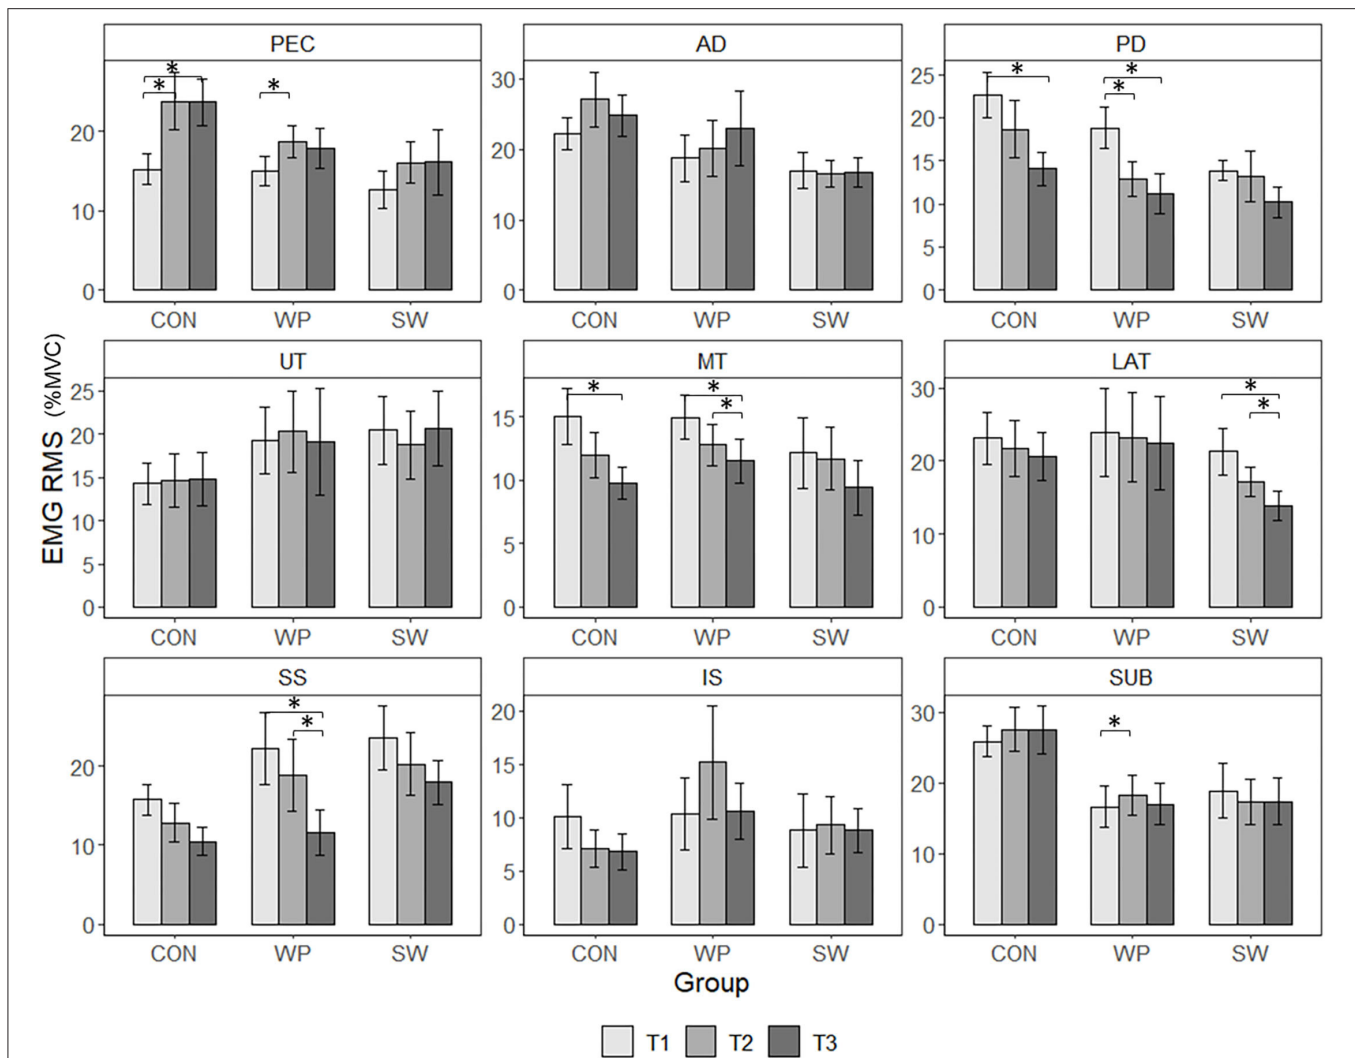 PEC AD PD
* * * * * *
20 10 0
30 20 10 0
25 20 15 10 5 0
CON WP SW CON WP SW CON WP SW
UT MT LAT
* * * * *
25 20 15 10 5 0
15 10 5 0
30 20 10 0
CON WP SW CON WP SW CON WP SW
SS IS SUB
* * *
20 10 0
20 15 10 5 0
30 20 10 0
CON WP SW CON WP SW CON WP SW
EMG RMS (%MVC)
Group
T1 T2 T3